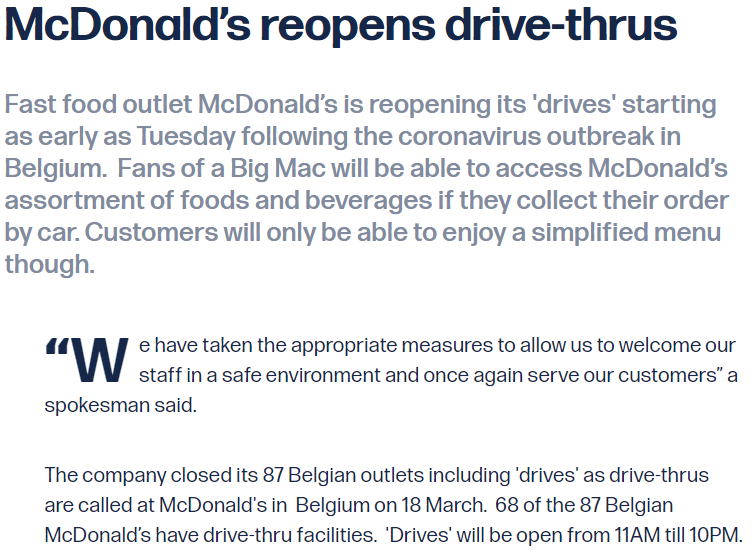 McDonald’s reopens drive-thrus
Fast food outlet McDonald’s is reopening its 'drives' starting
as early as Tuesday following the coronavirus outbreak in
Belgium.  Fans of a Big Mac will be able to access McDonald’s
assortment of foods and beverages if they collect their order
by car. Customers will only be able to enjoy a simplified menu
though.
“We have taken the appropriate measures to allow us to welcome our
staff in a safe environment and once again serve our customers” a
spokesman said.
The company closed its 87 Belgian outlets including 'drives' as drive-thrus
are called at McDonald's in  Belgium on 18 March.  68 of the 87 Belgian
McDonald’s have drive-thru facilities.  'Drives' will be open from 11AM till 10PM.